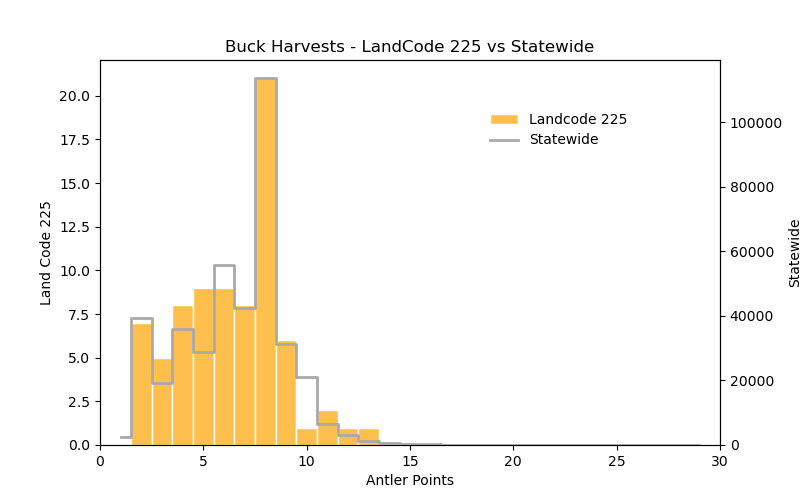 Buck Harvests - LandCode 225 vs Statewide
Landcode 225
Statewide
Land Code 225
20.0
17.5
15.0
12.5
10.0
7.5
5.0
2.5
0.0
100000
80000
60000
40000
20000
0
Statewide
0 5 10 15 20 25 30
Antler Points